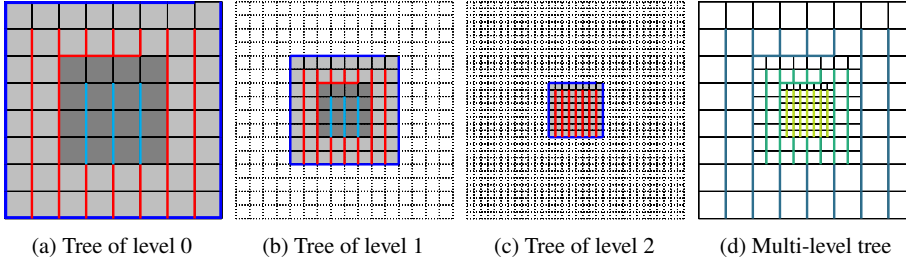 (a) Tree of level 0
(b) Tree of level 1
(c) Tree of level 2
(d) Multi-level tree